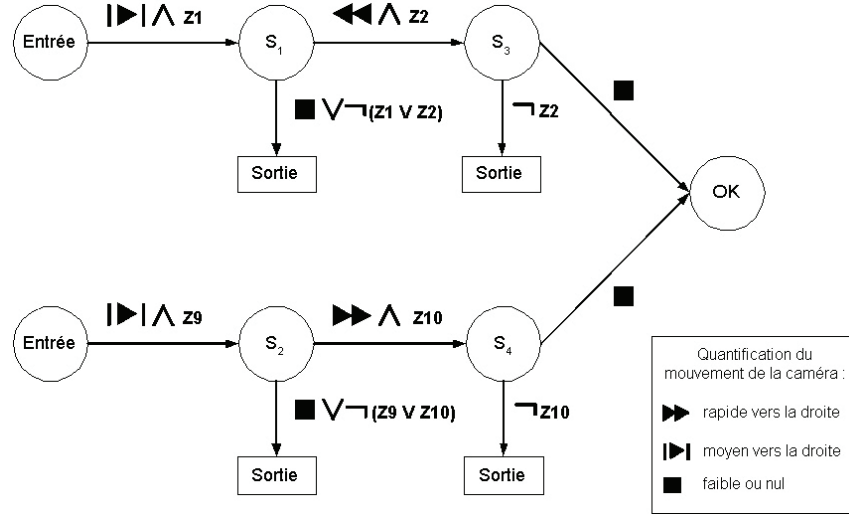 Entrée
∧ Z1
S1
∧ Z2
S3
∨¬(Z1 V Z2)
¬Z2
Sortie
Sortie
OK
Entrée
∧ Z9
S2
∧ Z10
S4
∨¬(Z9 V Z10)
¬Z10
Sortie
Sortie
Quantification du
mouvement de la caméra :
rapide vers la droite
moyen vers la droite
faible ou nul